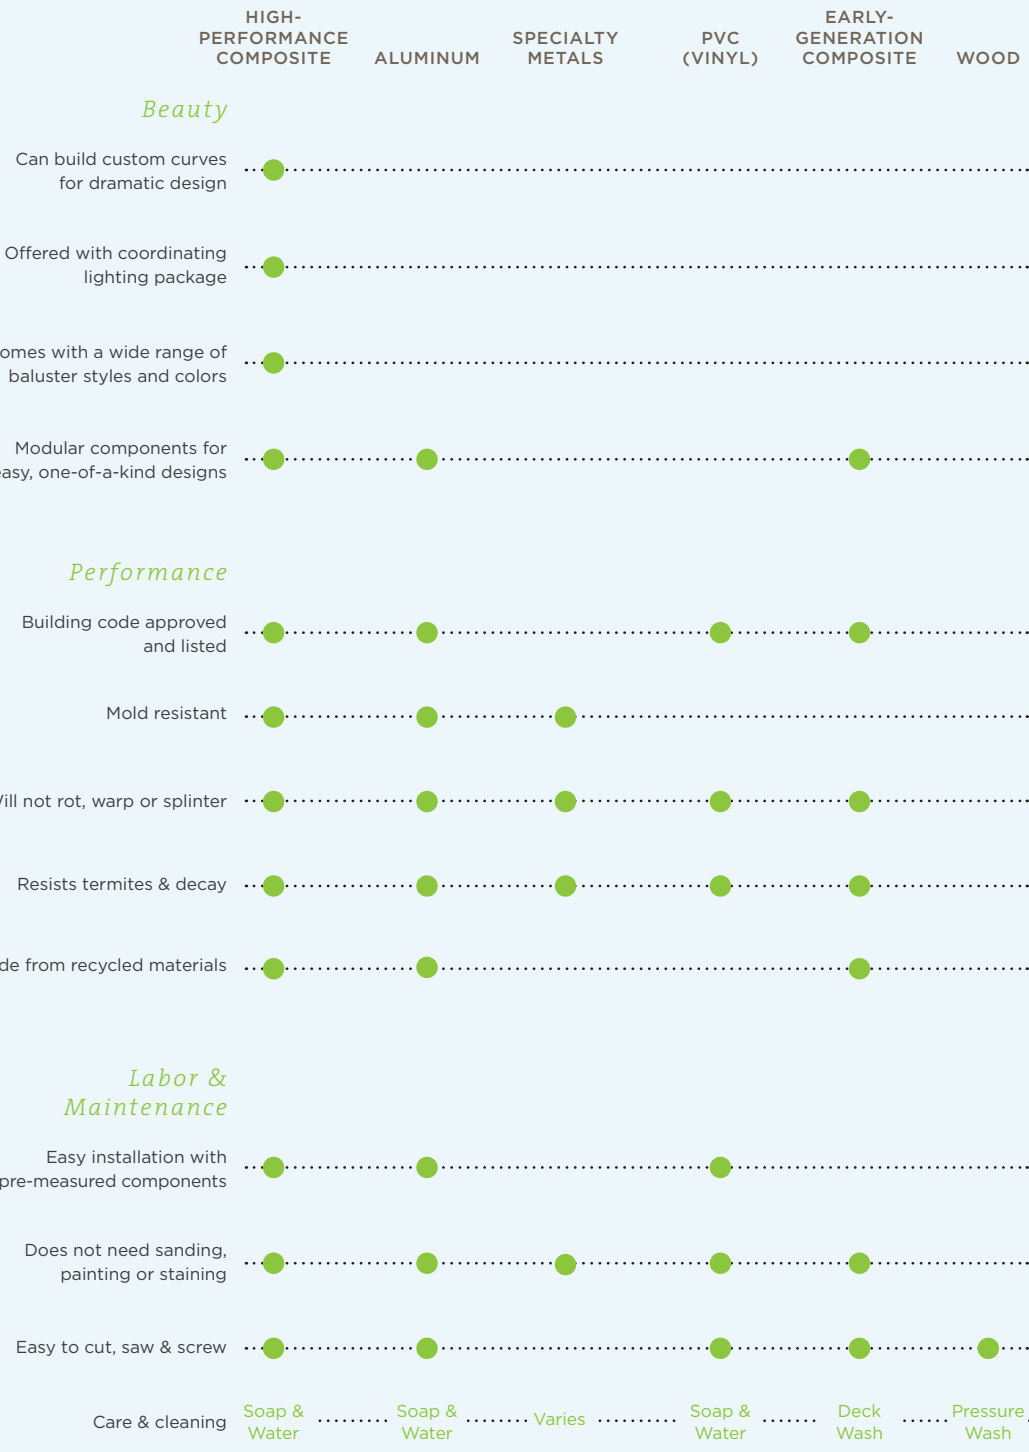 HIGH-
PERFORMANCE
COMPOSITE
ALUMINUM
SPECIALTY
METALS
PVC
(VINYL)
EARLY-
GENERATION
COMPOSITE
WOOD
Beauty
Can build custom curves
for dramatic design
Offered with coordinating
lighting package
omes with a wide range of
baluster styles and colors
Modular components for
easy, one-of-a-kind designs
Performance
Building code approved
and listed
Mold resistant
Will not rot, warp or splinter
Resists termites & decay
de from recycled materials
Labor &
Maintenance
Easy installation with
pre-measured components
Does not need sanding,
painting or staining
Easy to cut, saw & screw
Care & cleaning
Soap &
Water
Soap &
Water
Varies
Soap &
Water
Deck
Wash
Pressure
Wash